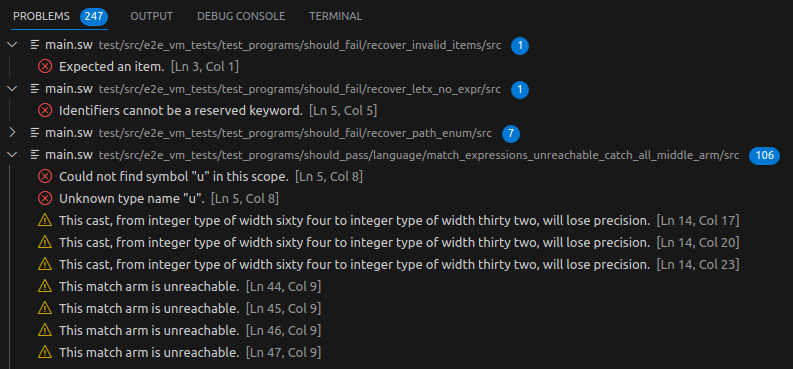 PROBLEMS 247 OUTPUT DEBUG CONSOLE TERMINAL
main.sw test/src/e2e_vm_tests/test_programs/should_fail/recover_invalid_items/src 1
Expected an item. [Ln 3, Col 1]
main.sw test/src/e2e_vm_tests/test_programs/should_fail/recover_letx_no_expr/src 1
Identifiers cannot be a reserved keyword. [Ln 5, Col 5]
main.sw test/src/e2e_vm_tests/test_programs/should_fail/recover_path_enum/src 7
main.sw test/src/e2e_vm_tests/test_programs/should_pass/language/match_expressions_unreachable_catch_all_middle_arm/src 106
Could not find symbol "u" in this scope. [Ln 5, Col 8]
Unknown type name "u". [Ln 5, Col 8]
This cast, from integer type of width sixty four to integer type of width thirty two, will lose precision. [Ln 14, Col 17]
This cast, from integer type of width sixty four to integer type of width thirty two, will lose precision. [Ln 14, Col 20]
This cast, from integer type of width sixty four to integer type of width thirty two, will lose precision. [Ln 14, Col 23]
This match arm is unreachable. [Ln 44, Col 9]
This match arm is unreachable. [Ln 45, Col 9]
This match arm is unreachable. [Ln 46, Col 9]
This match arm is unreachable. [Ln 47, Col 9]